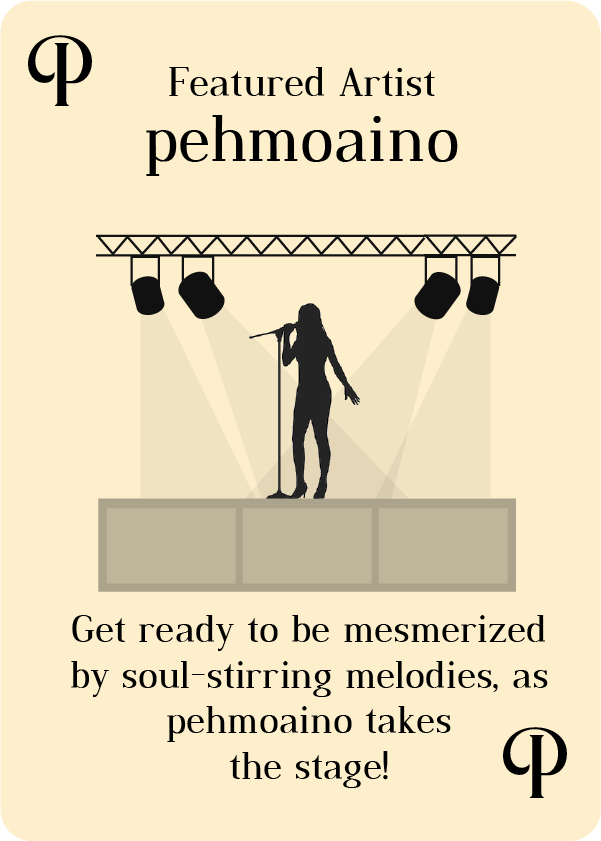 Featured Artist
pehmoaino
Get ready to be mesmerized
by soul-stirring melodies, as
pehmoaino takes
the stage!